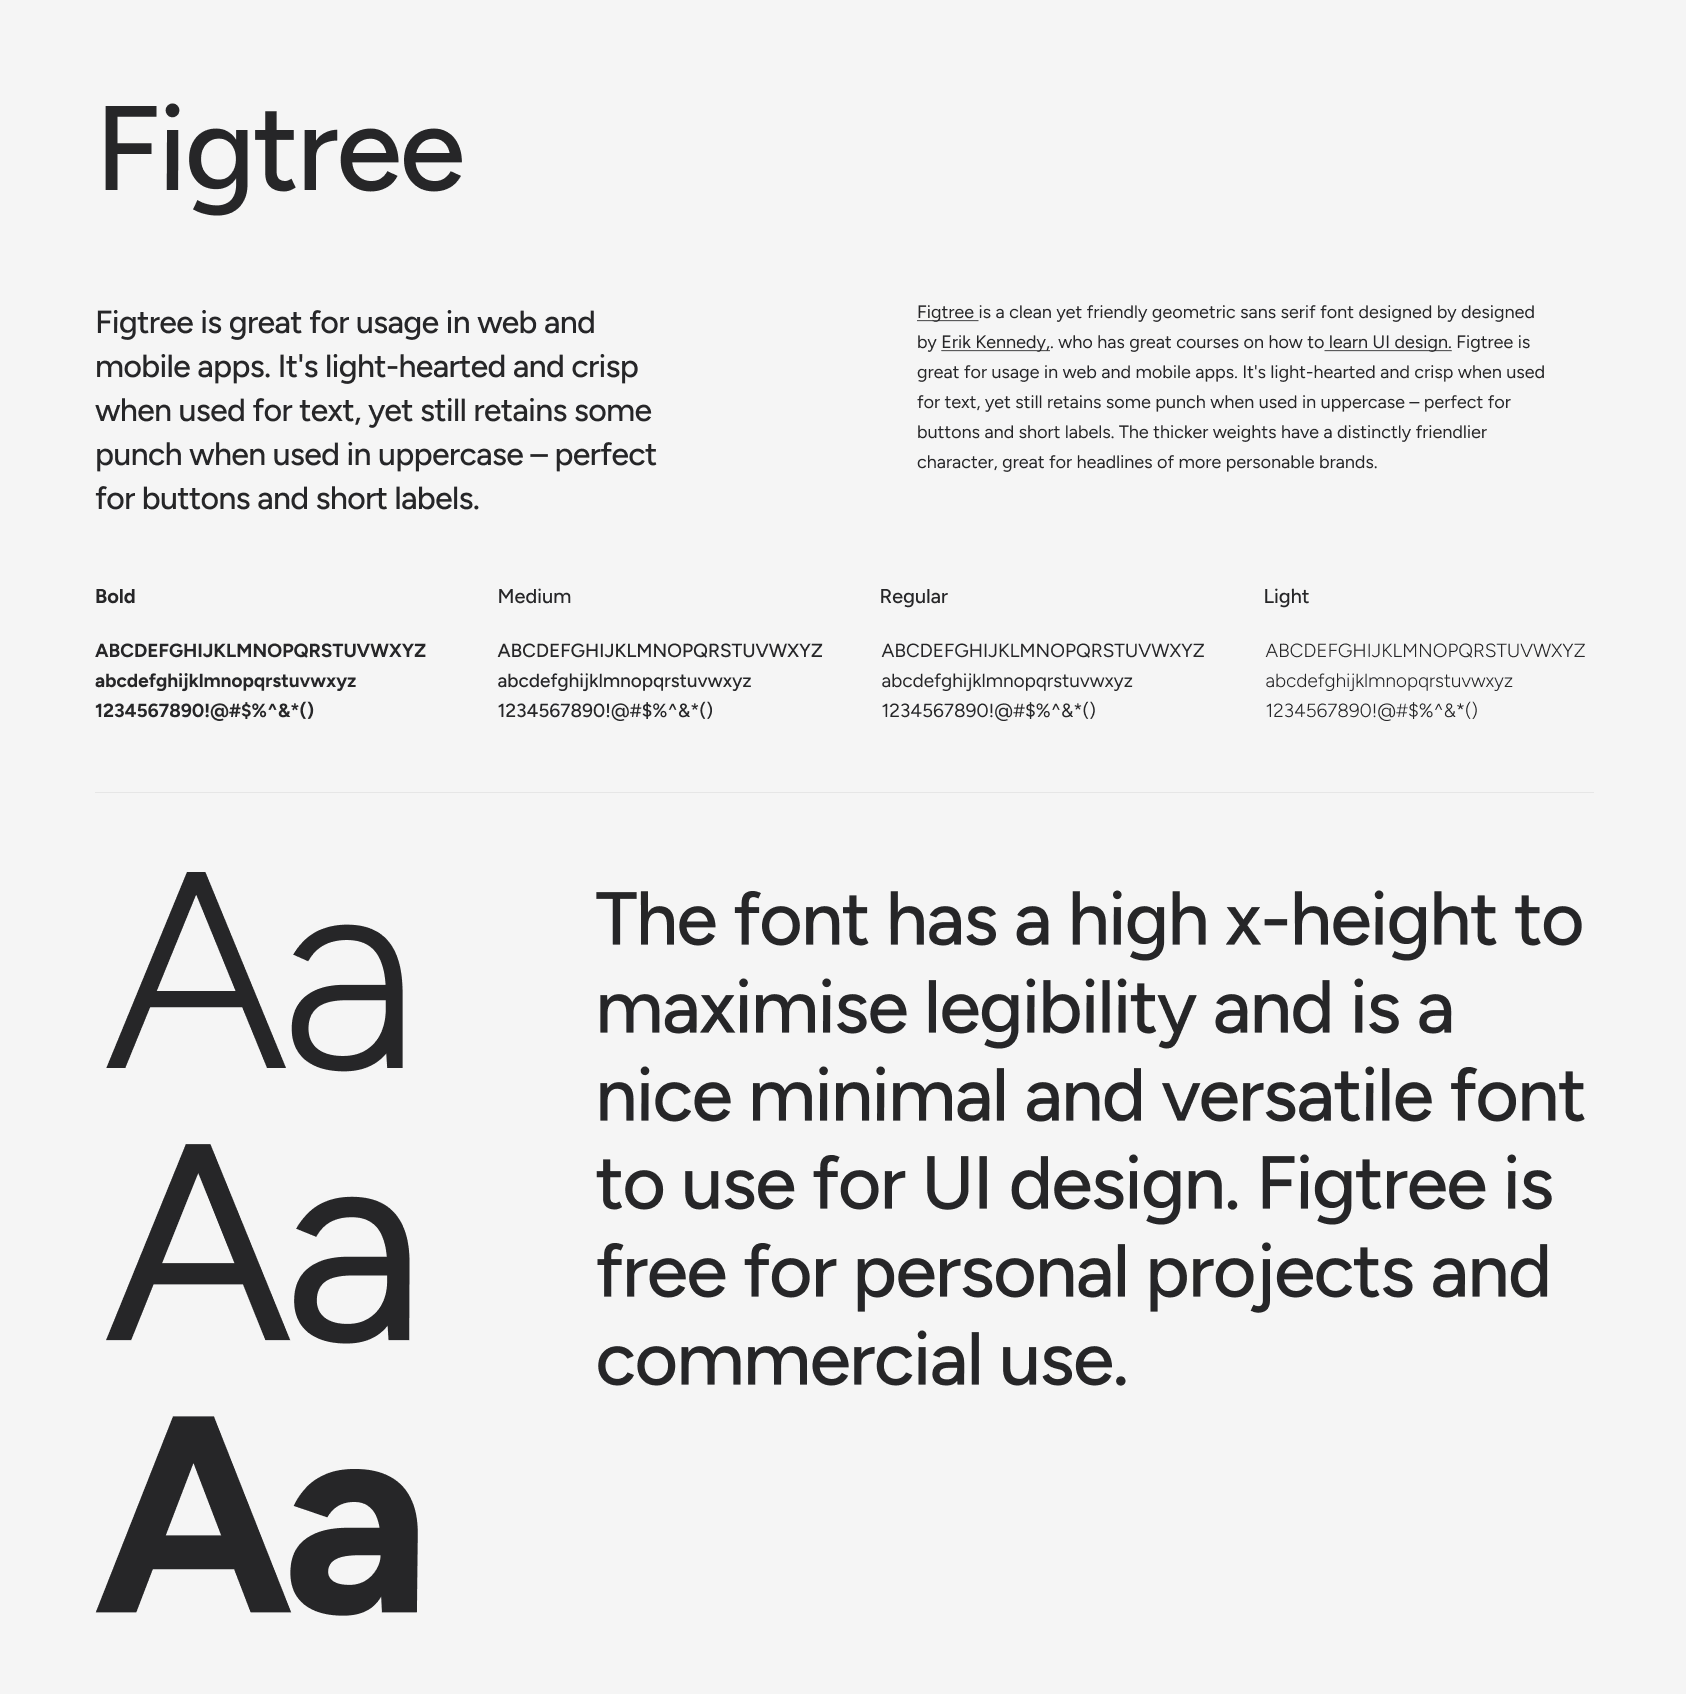 Figtree
Figtree is great for usage in web and
mobile apps. It's light-hearted and crisp
when used for text, yet still retains some
punch when used in uppercase – perfect
for buttons and short labels.
Figtree is a clean yet friendly geometric sans serif font designed by designed
by Erik Kennedy,. who has great courses on how to learn UI design. Figtree is
great for usage in web and mobile apps. It's light-hearted and crisp when used
for text, yet still retains some punch when used in uppercase – perfect for
buttons and short labels. The thicker weights have a distinctly friendlier
character, great for headlines of more personable brands.
Bold
ABCDEFGHIJKLMNOPQRSTUVWXYZ
abcdefghijklmnopqrstuvwxyz
1234567890!@#$%^&*()
Medium
ABCDEFGHIJKLMNOPQRSTUVWXYZ
abcdefghijklmnopqrstuvwxyz
1234567890!@#$%^&*()
Regular
ABCDEFGHIJKLMNOPQRSTUVWXYZ
abcdefghijklmnopqrstuvwxyz
1234567890!@#$%^&*()
Light
ABCDEFGHIJKLMNOPQRSTUVWXYZ
abcdefghijklmnopqrstuvwxyz
1234567890!@#$%^&*()
Aa
Aa
Aa
The font has a high x-height to
maximise legibility and is a
nice minimal and versatile font
to use for UI design. Figtree is
free for personal projects and
commercial use.